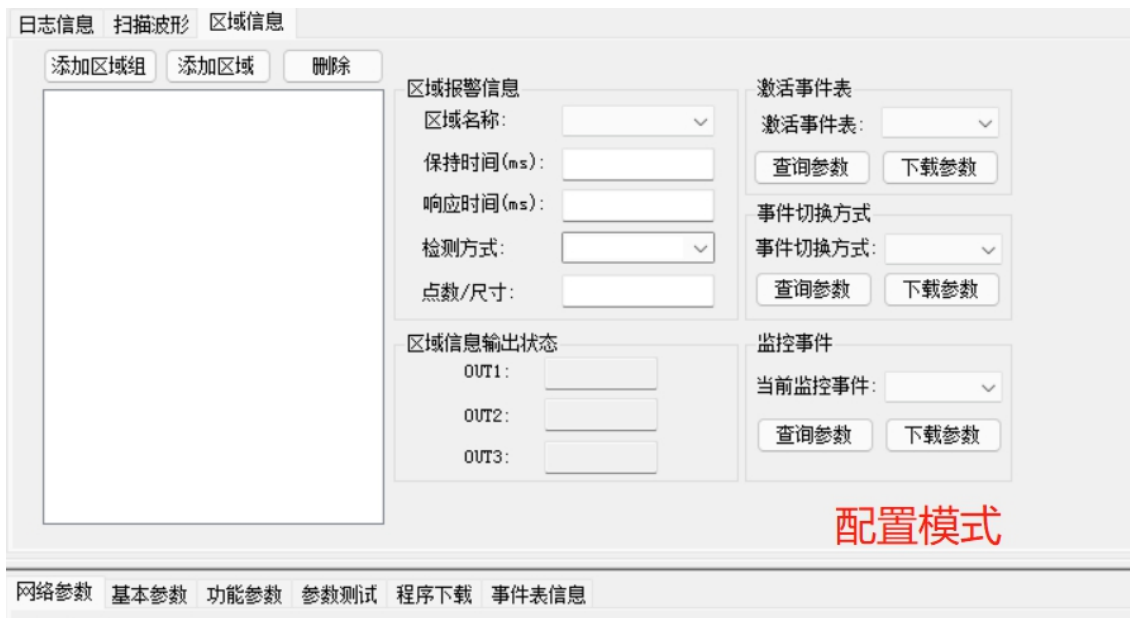 日志信息 扫描波形 区域信息
添加区域组 添加区域 删除
区域报警信息
区域名称:
保持时间(ms):
响应时间(ms):
检测方式:
点数/尺寸:
区域信息输出状态
OUT1:
OUT2:
OUT3:
激活事件表
激活事件表:
查询参数 下载参数
事件切换方式
事件切换方式:
查询参数 下载参数
监控事件
当前监控事件:
查询参数 下载参数
配置模式
网络参数 基本参数 功能参数 参数测试 程序下载 事件表信息